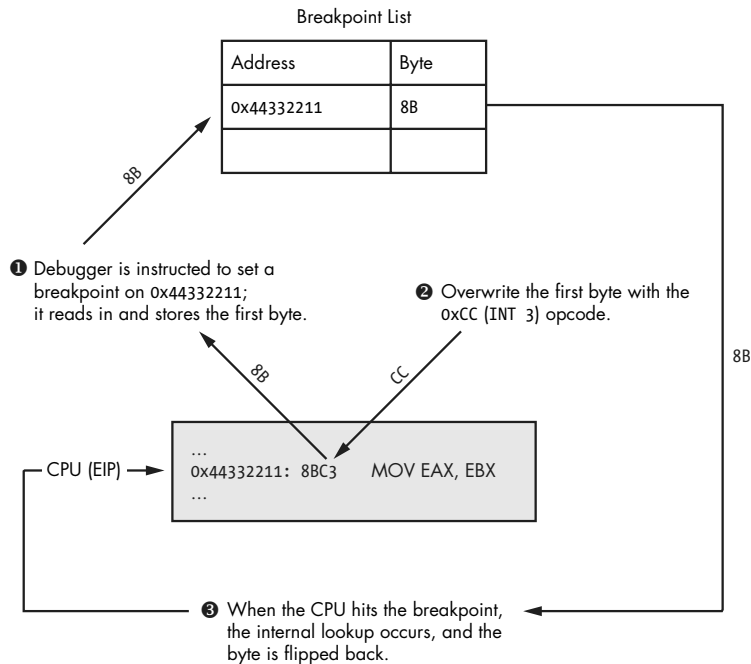 Breakpoint List
Address Byte
0x44332211 8B
8B
❶ Debugger is instructed to set a
breakpoint on 0x44332211;
it reads in and stores the first byte.
❷ Overwrite the first byte with the
0xCC (INT 3) opcode.
8B
8B
CC
...
CPU (EIP)
0x44332211: 8BC3 MOV EAX, EBX
...
❸ When the CPU hits the breakpoint,
the internal lookup occurs, and the
byte is flipped back.